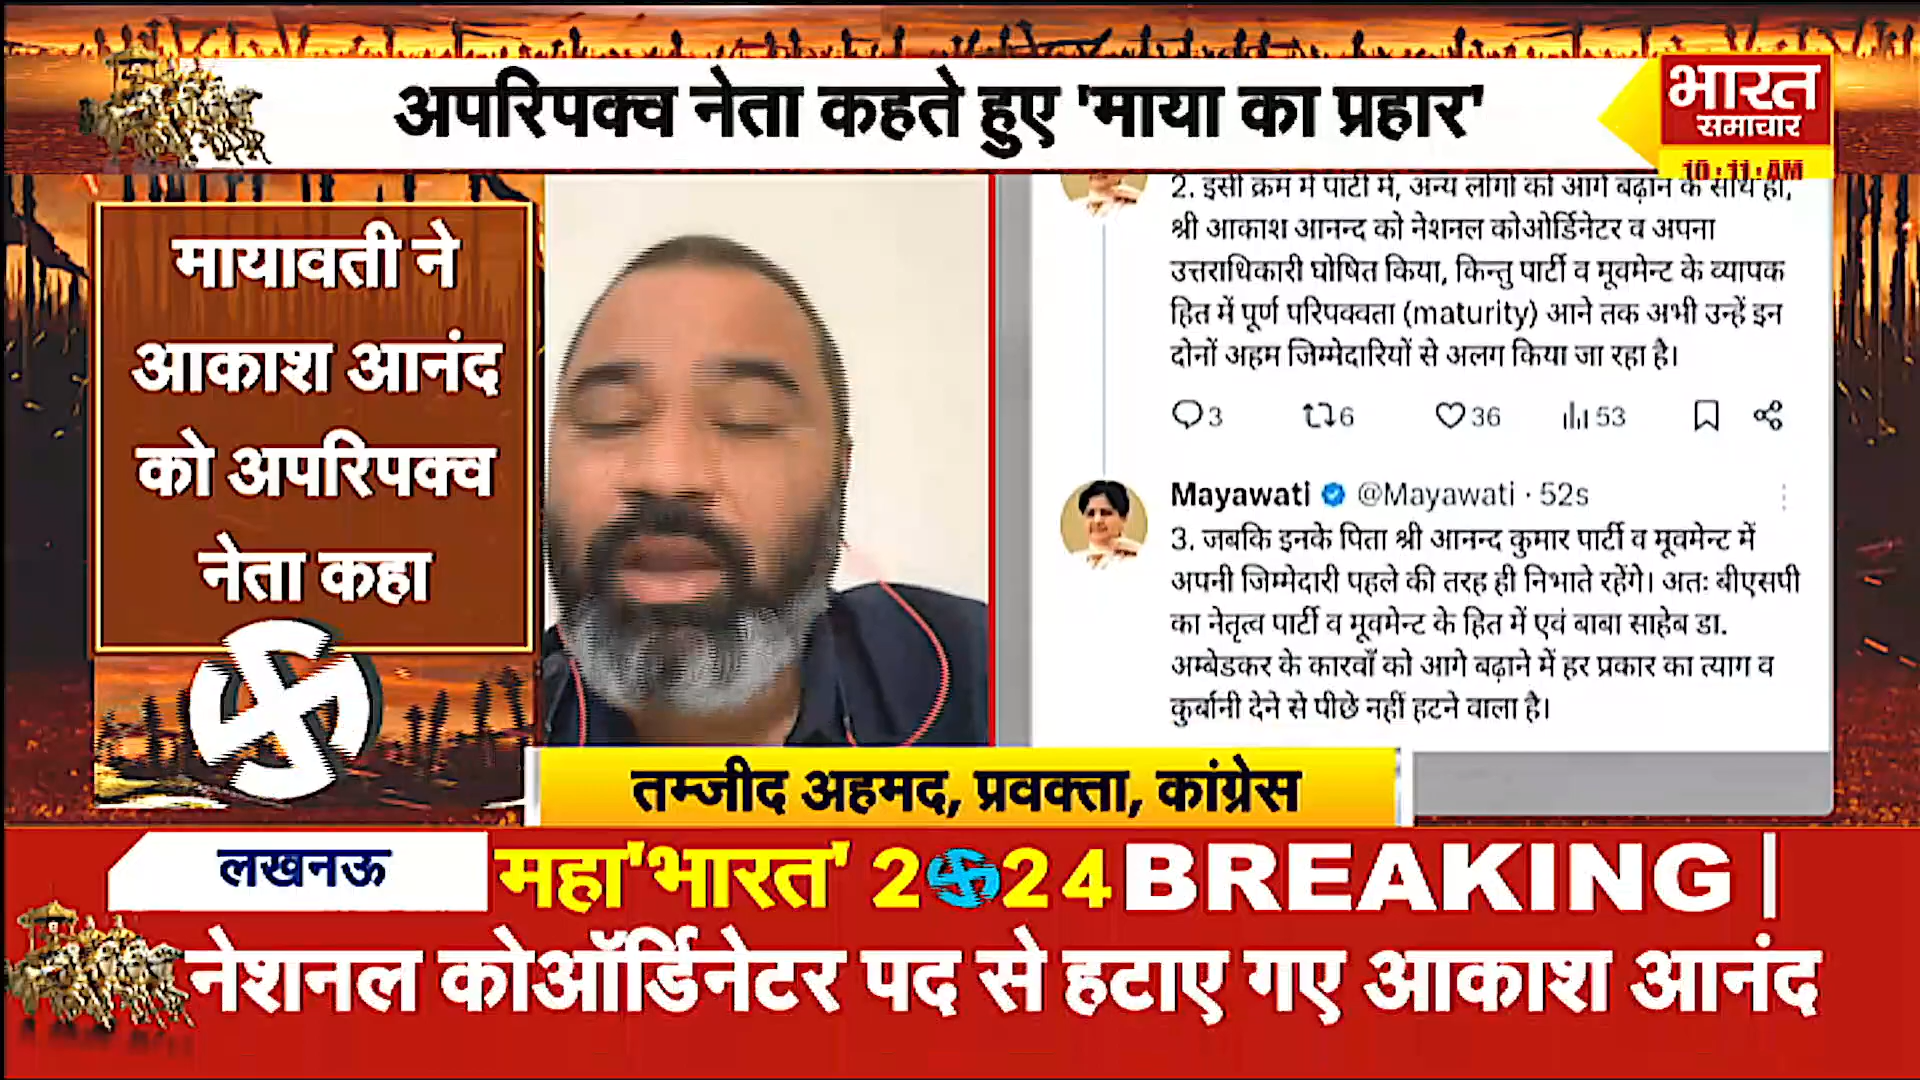 अपरिपक्व नेता कहते हुए 'माया का प्रहार'
भारत
समाचार
10:11:AM
मायावती ने
आकाश आनंद
को अपरिपक्व
नेता कहा
2. इसी क्रम में पार्टी में, अन्य लोगों को आगे बढ़ाने के साथ ही,
श्री आकाश आनन्द को नेशनल कोओर्डिनेटर व अपना
उत्तराधिकारी घोषित किया, किन्तु पार्टी व मूवमेन्ट के व्यापक
हित में पूर्ण परिपक्वता (maturity) आने तक अभी उन्हें इन
दोनों अहम जिम्मेदारियों से अलग किया जा रहा है।
3 6 36 53
Mayawati @Mayawati · 52s
3. जबकि इनके पिता श्री आनन्द कुमार पार्टी व मूवमेन्ट में
अपनी जिम्मेदारी पहले की तरह ही निभाते रहेंगे। अतः बीएसपी
का नेतृत्व पार्टी व मूवमेन्ट के हित में एवं बाबा साहेब डा.
अम्बेडकर के कारवाँ को आगे बढ़ाने में हर प्रकार का त्याग व
कुर्बानी देने से पीछे नहीं हटने वाला है।
तम्जीद अहमद, प्रवक्ता, कांग्रेस
लखनऊ
महा'भारत' 2024 BREAKING |
नेशनल कोऑर्डिनेटर पद से हटाए गए आकाश आनंद